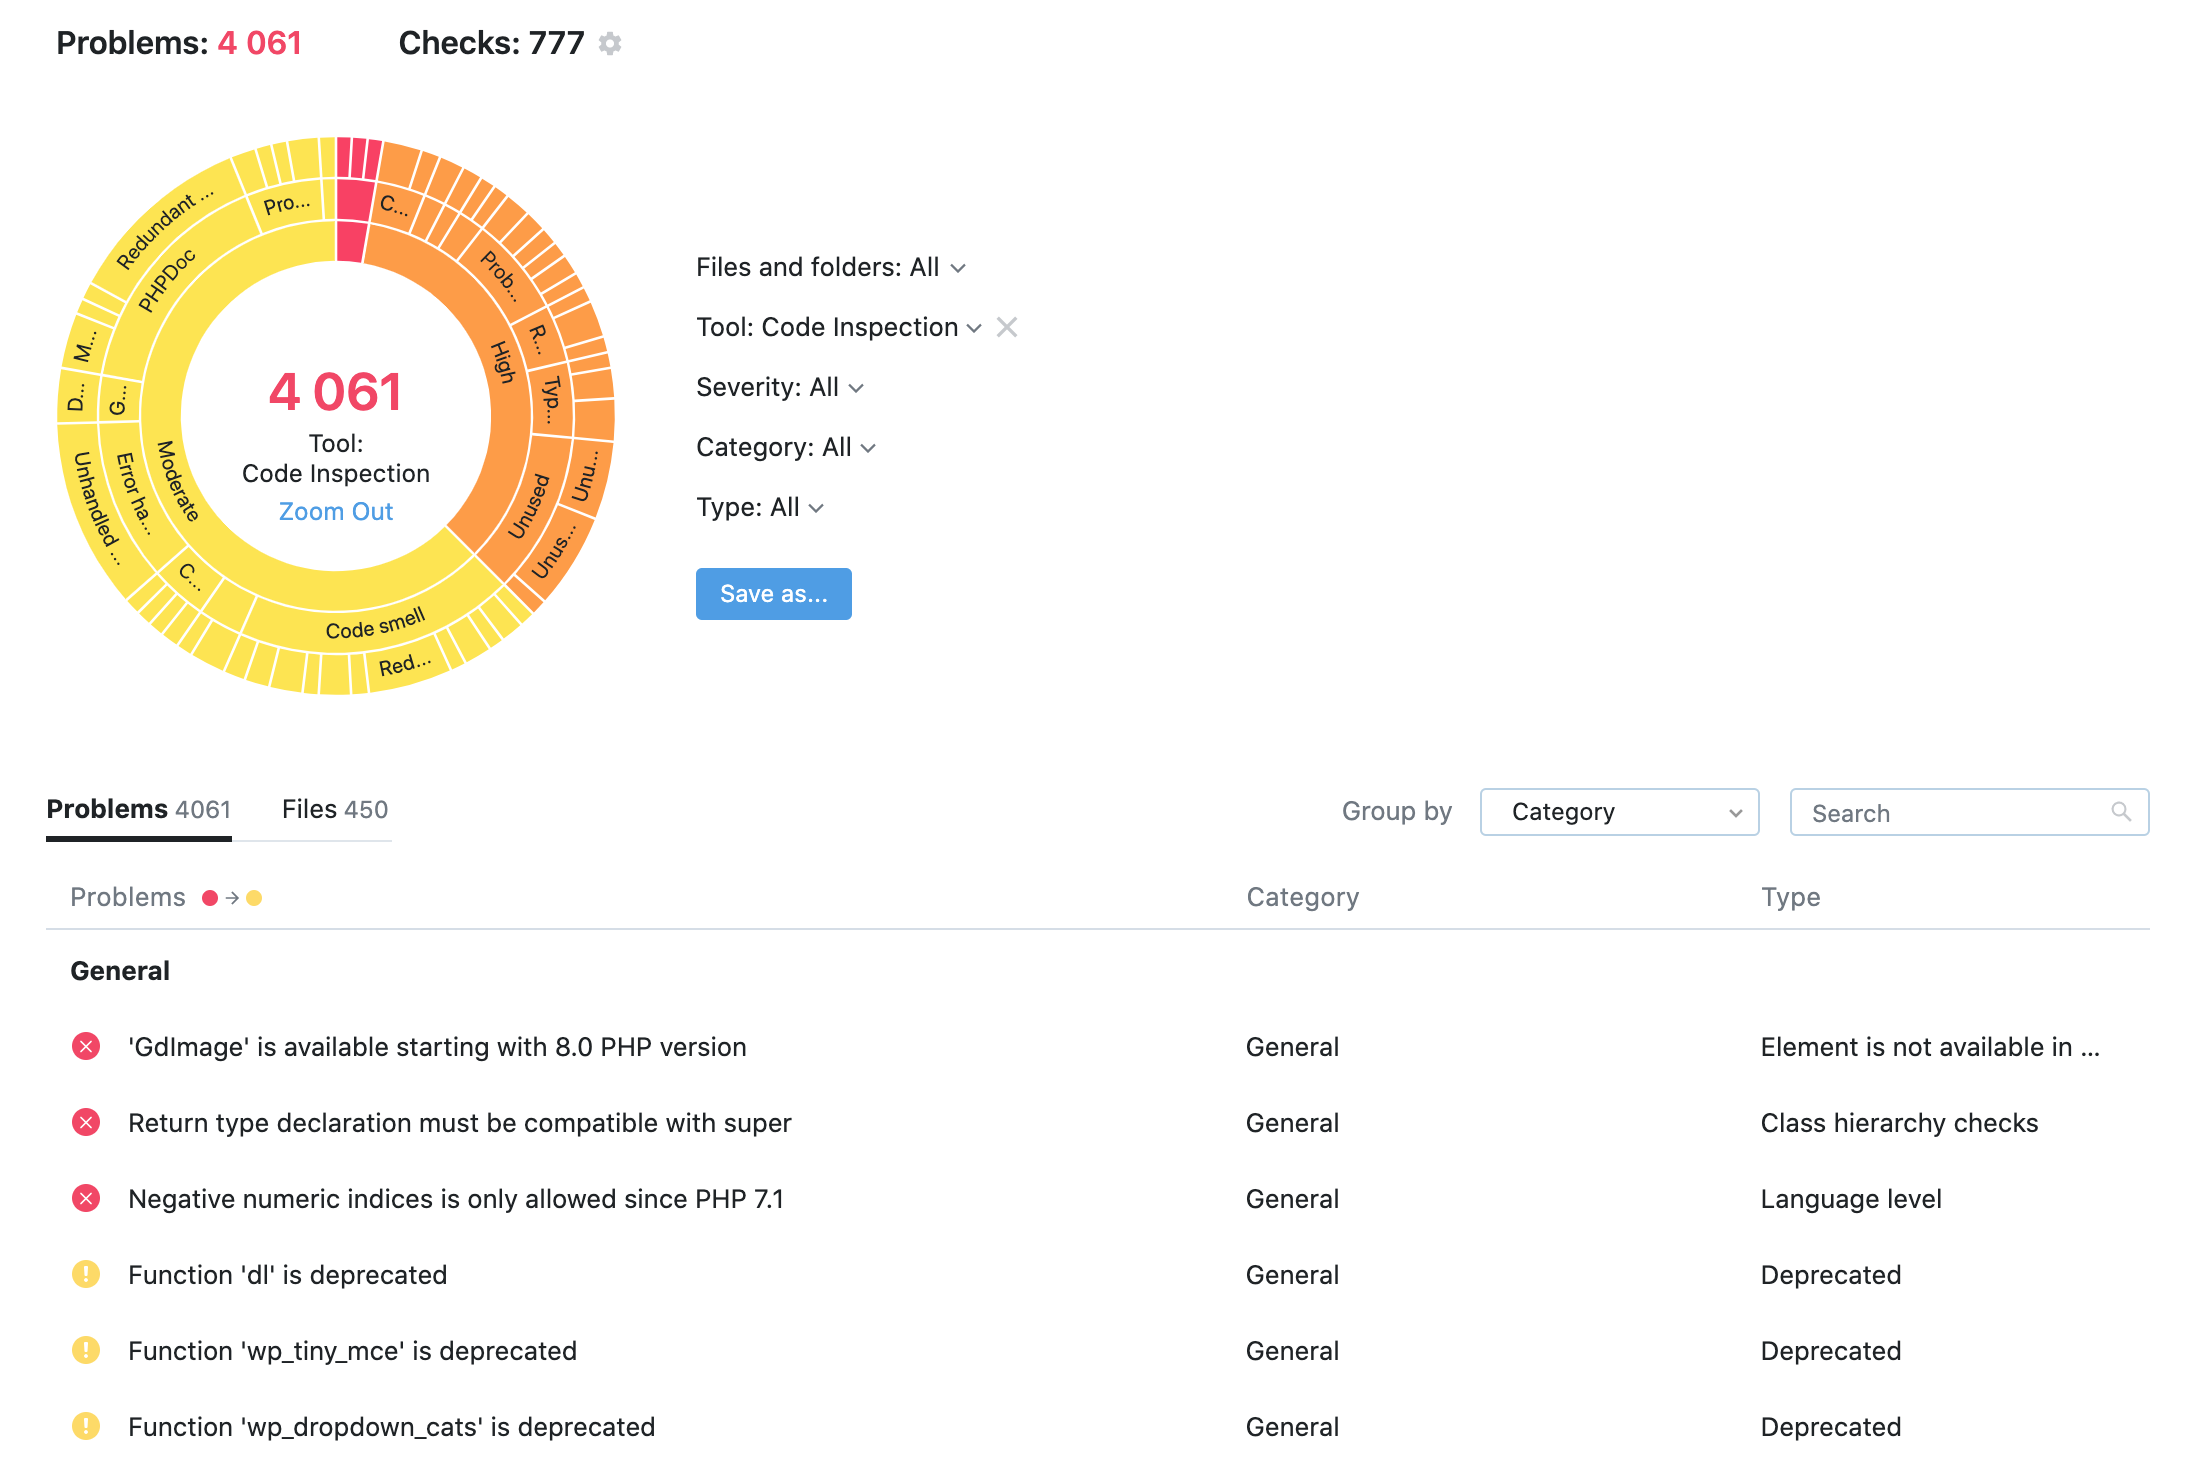 Problems: 4 061 Checks: 777
Redundant ...
Pro...
C...
PHPDoc
Prob...
R...
High
M...
Typ...
D...
G...
4 061
Tool:
Code Inspection
Zoom Out
Moderate
Error ha...
Unhandled ...
Unused
Unu...
Unus...
C...
Code smell
Red...
Files and folders: All
Tool: Code Inspection
Severity: All
Category: All
Type: All
Save as...
Problems 4061 Files 450 Group by Category Search
Problems Category Type
General
'GdImage' is available starting with 8.0 PHP version General Element is not available in ...
Return type declaration must be compatible with super General Class hierarchy checks
Negative numeric indices is only allowed since PHP 7.1 General Language level
Function 'dl' is deprecated General Deprecated
Function 'wp_tiny_mce' is deprecated General Deprecated
Function 'wp_dropdown_cats' is deprecated General Deprecated